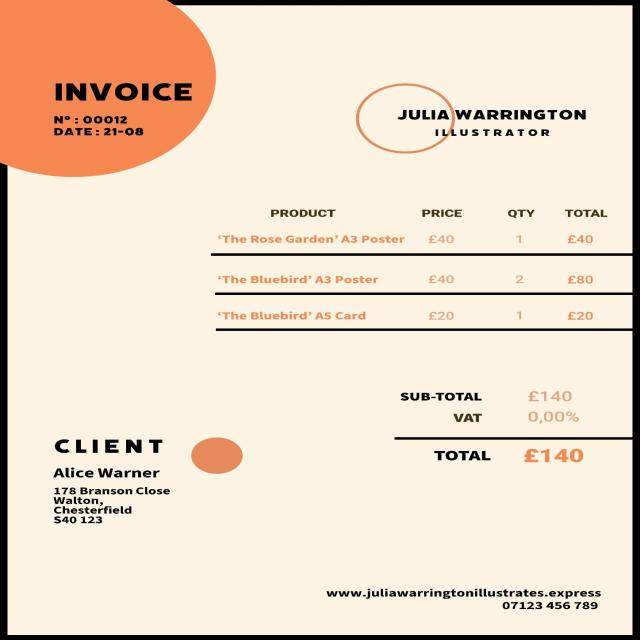 INVOICE
Nº : 00012
DATE : 21-08
JULIA WARRINGTON
ILLUSTRATOR
PRODUCT PRICE QTY TOTAL
‘The Rose Garden’ A3 Poster £40 1 £40
‘The Bluebird’ A3 Poster £40 2 £80
‘The Bluebird’ A5 Card £20 1 £20
SUB-TOTAL £140
VAT 0,00%
TOTAL £140
CLIENT
Alice Warner
178 Branson Close
Walton,
Chesterfield
S40 123
www.juliawarringtonillustrates.express
07123 456 789